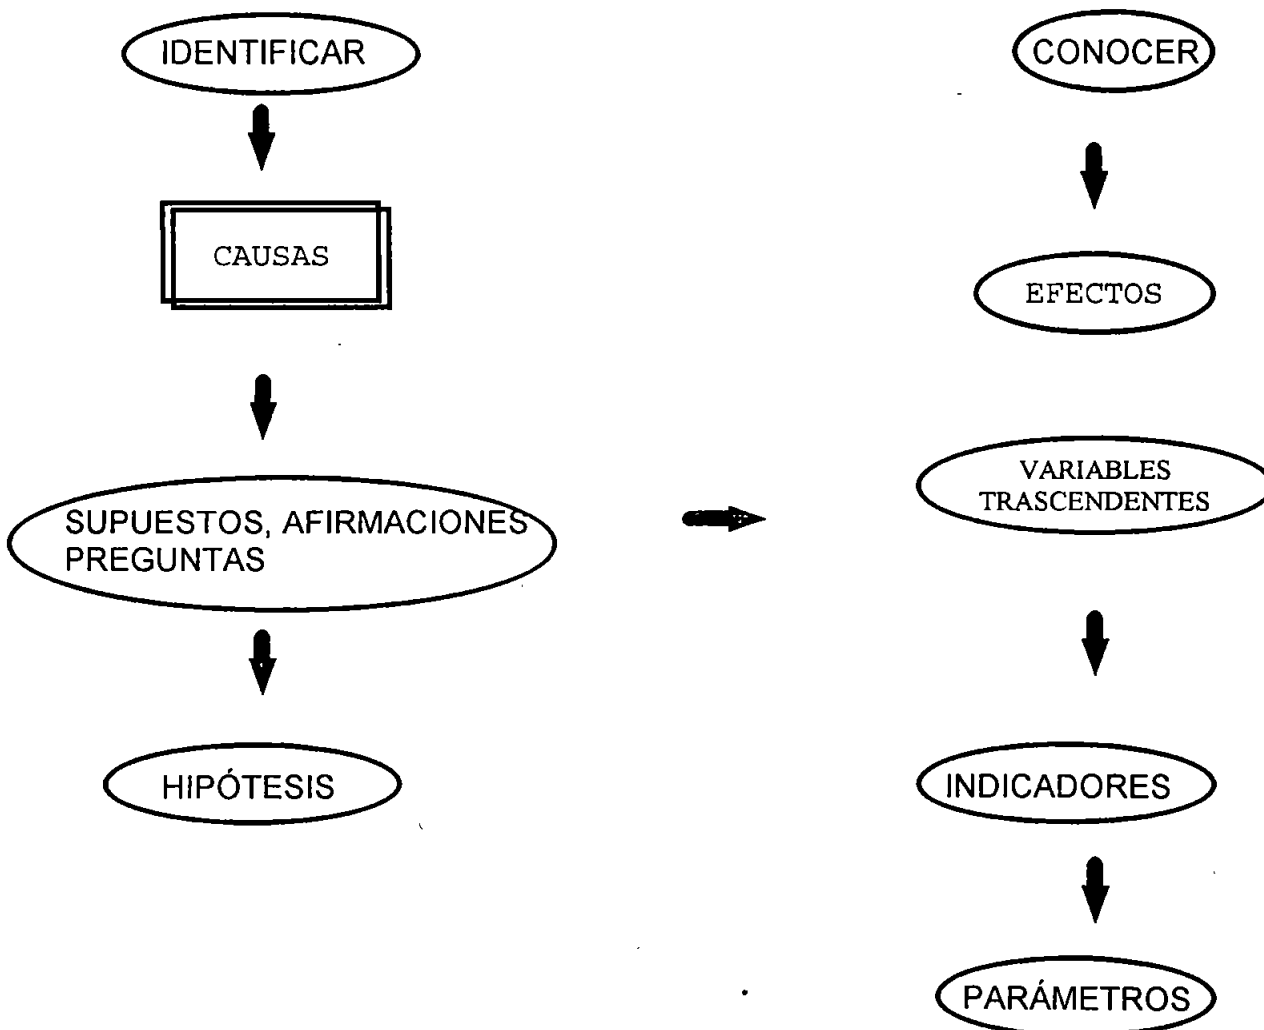 IDENTIFICAR
CAUSAS
SUPUESTOS, AFIRMACIONES
PREGUNTAS
HIPÓTESIS
CONOCER
EFECTOS
VARIABLES
TRASCENDENTES
INDICADORES
PARÁMETROS